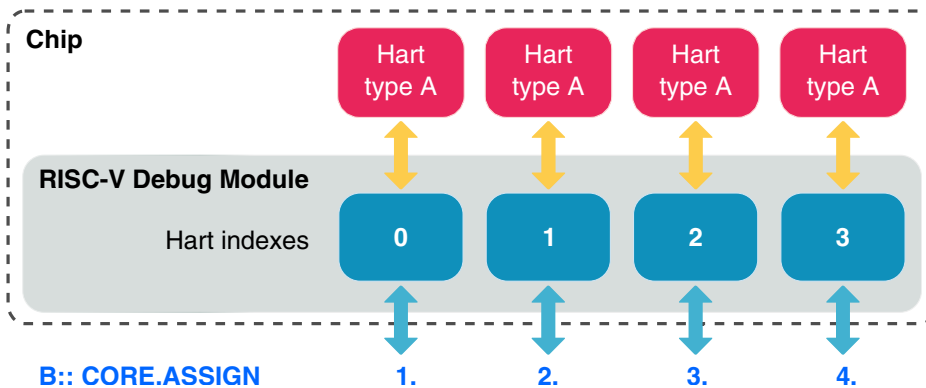 Chip
Hart type A Hart type A Hart type A Hart type A
RISC-V Debug Module
Hart indexes 0 1 2 3
B:: CORE.ASSIGN 1. 2. 3. 4.